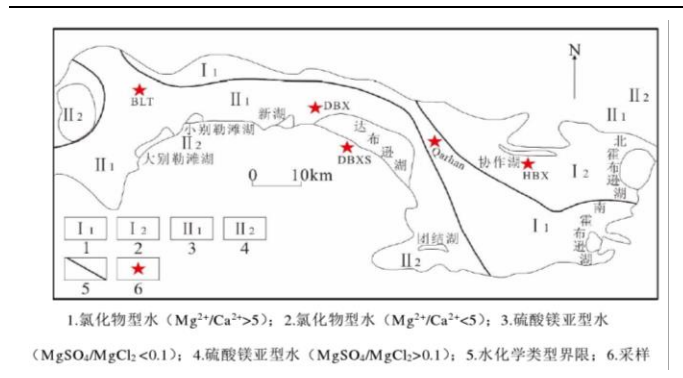 N
Ⅰ1
Ⅱ2
Ⅱ2
BLT
Ⅱ1
新湖
DBX
Ⅱ1
小别勒滩湖
Ⅱ2
达布逊湖
Qarhan
北霍布逊湖
Ⅱ1
大别勒滩湖
DBXS
协作湖
HBX
Ⅰ2
0 10km
南霍布逊湖
Ⅰ1
Ⅰ1 Ⅰ2 Ⅱ1 Ⅱ2
1 2 3 4
团结湖
Ⅱ2
5 6
1.氯化物型水（Mg²⁺/Ca²⁺>5）；2.氯化物型水（Mg²⁺/Ca²⁺<5）；3.硫酸镁亚型水
（MgSO₄/MgCl₂<0.1）；4.硫酸镁亚型水（MgSO₄/MgCl₂>0.1）；5.水化学类型界限；6.采样